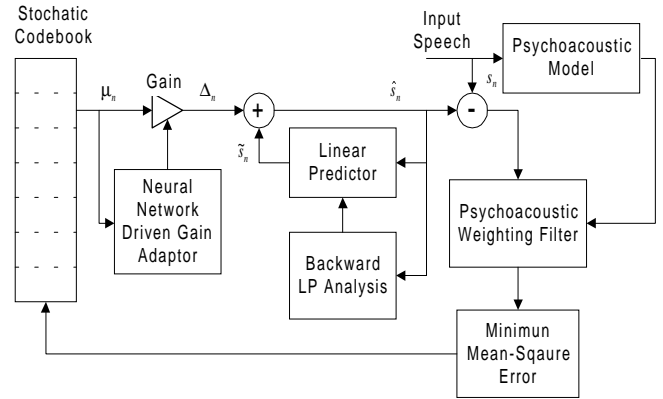 Stochatic
Codebook
μn
Gain
Δn
+
s̃n
ŝn
Input
Speech
sn
-
Psychoacoustic
Model
Linear
Predictor
Neural
Network
Driven Gain
Adaptor
Backward
LP Analysis
Psychoacoustic
Weighting Filter
Minimun
Mean-Sqaure
Error